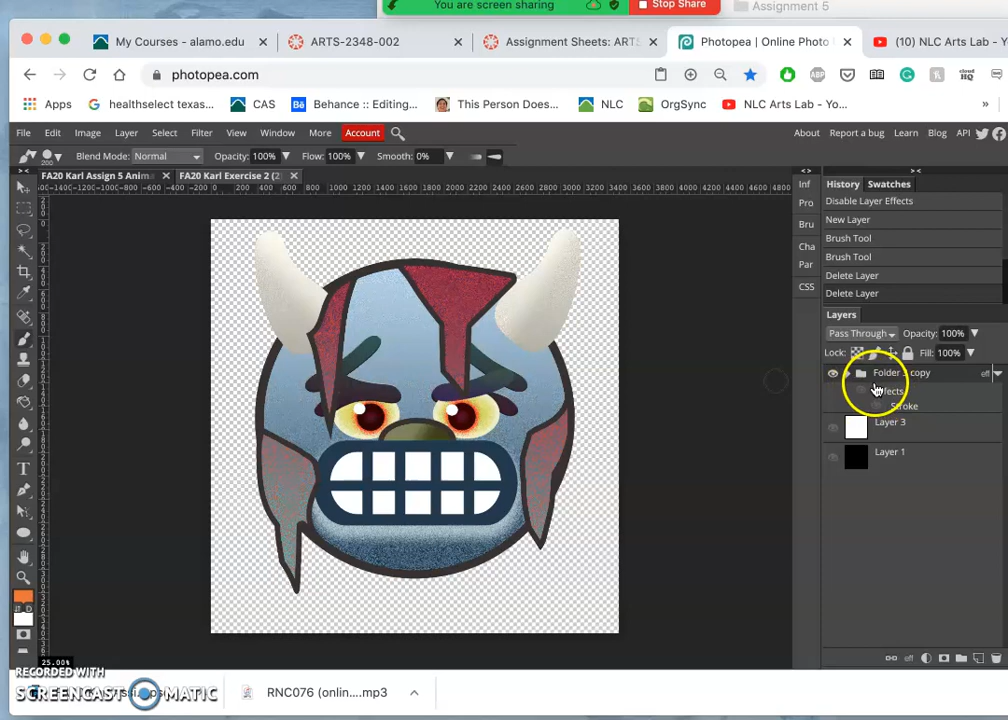 You are screen sharing
Stop Share
Assignment 5
My Courses - alamo.edu
ARTS-2348-002
Assignment Sheets: ARTS
Photopea | Online Photo
(10) NLC Arts Lab - Yo
photopea.com
Apps
healthselect texas...
CAS
Behance :: Editing...
This Person Does...
NLC
OrgSync
NLC Arts Lab - Yo...
»
File Edit Image Layer Select Filter View Window More Account
About Report a bug Learn Blog API
Blend Mode: Normal Opacity: 100% Flow: 100% Smooth: 0%
200
FA20 Karl Assign 5 Anim
FA20 Karl Exercise 2 (2)
Inf
Pro
Bru
Cha
Par
CSS
History Swatches
Disable Layer Effects
New Layer
Brush Tool
Brush Tool
Delete Layer
Delete Layer
Layers
Pass Through Opacity: 100%
Lock: Fill: 100%
Folder copy eff
Effects
Stroke
Layer 3
Layer 1
eff
D
25.00%
RECORDED WITH
SCREENCAST MATIC
RNC076 (onlin....mp3